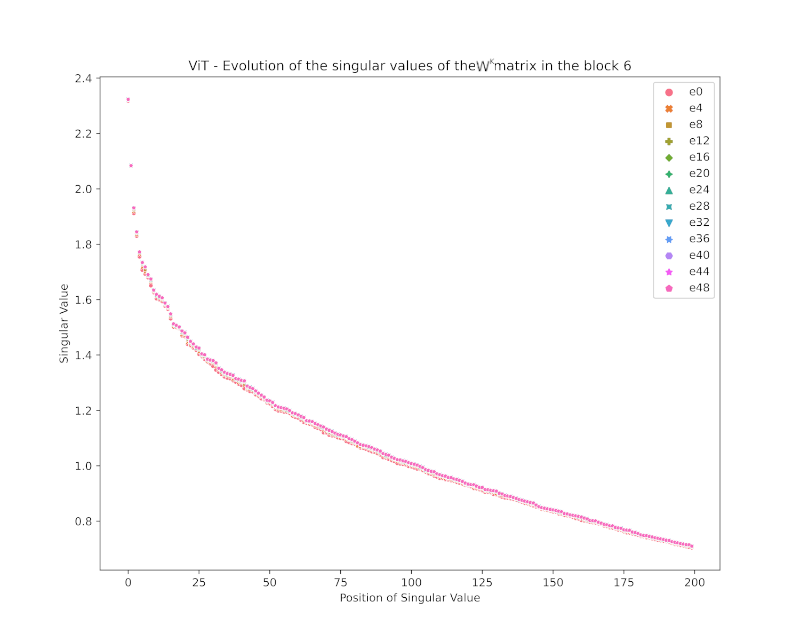 ViT - Evolution of the singular values of theWᴷmatrix in the block 6
2.4
2.2
2.0
1.8
1.6
1.4
1.2
1.0
0.8
Singular Value
0 25 50 75 100 125 150 175 200
Position of Singular Value
e0
e4
e8
e12
e16
e20
e24
e28
e32
e36
e40
e44
e48